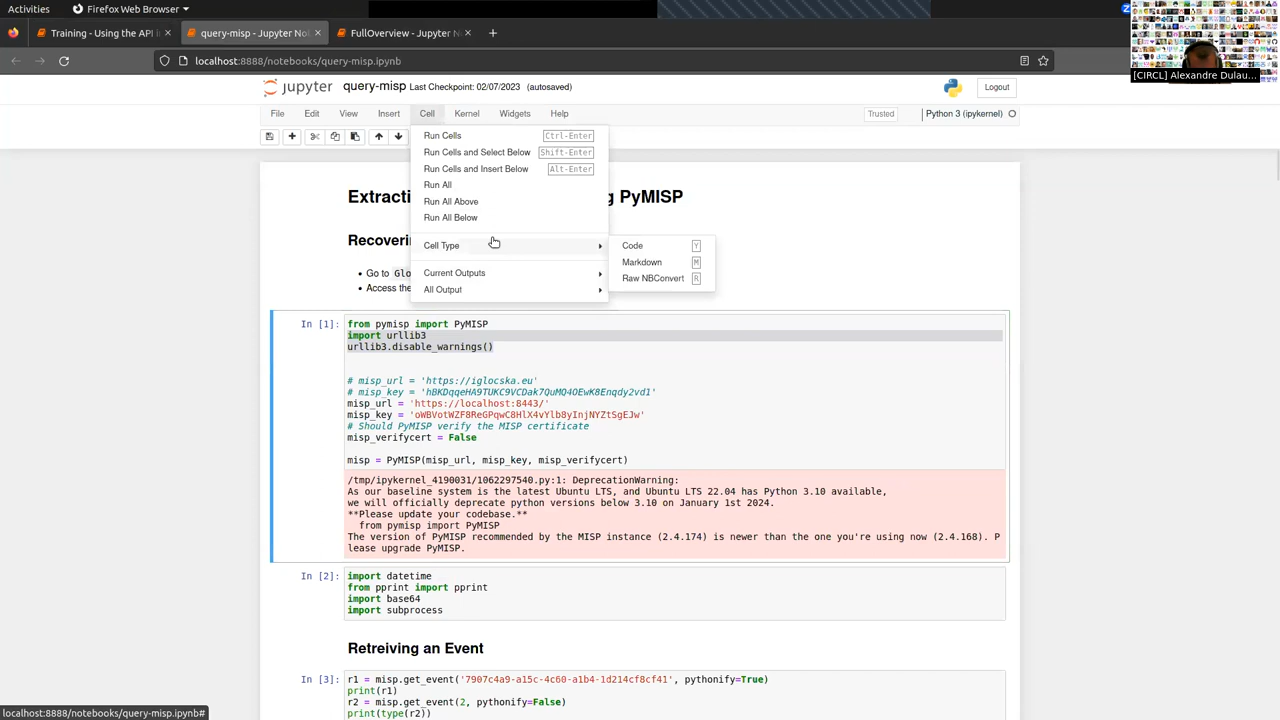 Activities
Firefox Web Browser
Training - Using the API i
query-misp - Jupyter No
FullOverview - Jupyt
localhost:8888/notebooks/query-misp.ipynb
[CIRCL] Alexandre Dulau...
jupyter query-misp Last Checkpoint: 02/07/2023 (autosaved)
Logout
File Edit View Insert Cell Kernel Widgets Help
Trusted
Python 3 (ipykernel)
Run Cells Ctrl-Enter
Run Cells and Select Below Shift-Enter
Run Cells and Insert Below Alt-Enter
Run All
Run All Above
Run All Below
Cell Type
Current Outputs
All Output
Code Y
Markdown M
Raw NBConvert R
Extracti g PyMISP
Recoveri
Go to Glo
Access the
In [1]:
from pymisp import PyMISP
import urllib3
urllib3.disable_warnings()
# misp_url = 'https://iglocska.eu'
# misp_key = 'hBKDqqeHA9TUKC9VCDak7QuMQ4OEwK8Enqdy2vd1'
misp_url = 'https://localhost:8443/'
misp_key = 'oWBVotWZF8ReGPqwC8HlX4vYlb8yInjNYZtSgEJw'
# Should PyMISP verify the MISP certificate
misp_verifycert = False
misp = PyMISP(misp_url, misp_key, misp_verifycert)
/tmp/ipykernel_4190031/1062297540.py:1: DeprecationWarning:
As our baseline system is the latest Ubuntu LTS, and Ubuntu LTS 22.04 has Python 3.10 available,
we will officially deprecate python versions below 3.10 on January 1st 2024.
**Please update your codebase.**
from pymisp import PyMISP
The version of PyMISP recommended by the MISP instance (2.4.174) is newer than the one you're using now (2.4.168). P
lease upgrade PyMISP.
In [2]:
import datetime
from pprint import pprint
import base64
import subprocess
Retreiving an Event
In [3]:
r1 = misp.get_event('7907c4a9-a15c-4c60-a1b4-1d214cf8cf41', pythonify=True)
print(r1)
r2 = misp.get_event(2, pythonify=False)
print(type(r2))
localhost:8888/notebooks/query-misp.ipynb#